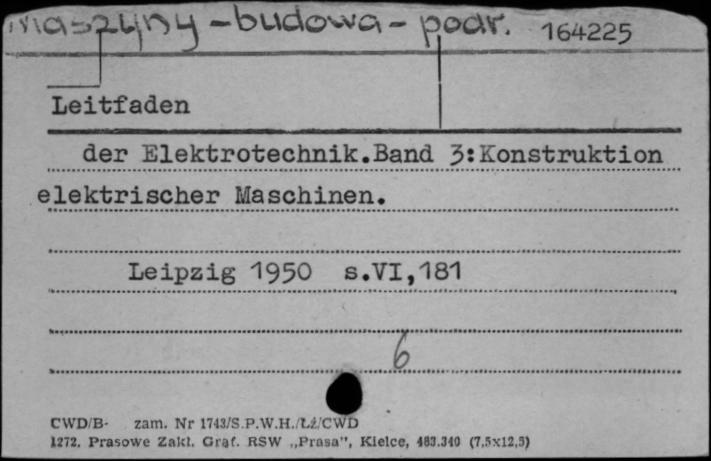 maszyny - budowa - podr. 164225
Leitfaden
der Elektrotechnik.Band 3:Konstruktion
elektrischer Maschinen.
Leipzig 1950 s.VI,181
6
CWD/B- zam. Nr 1743/S.P.W.H./Łź/CWD
1272. Prasowe Zakł. Graf. RSW „Prasa”, Kielce, 483.340 (7,5x12,5)